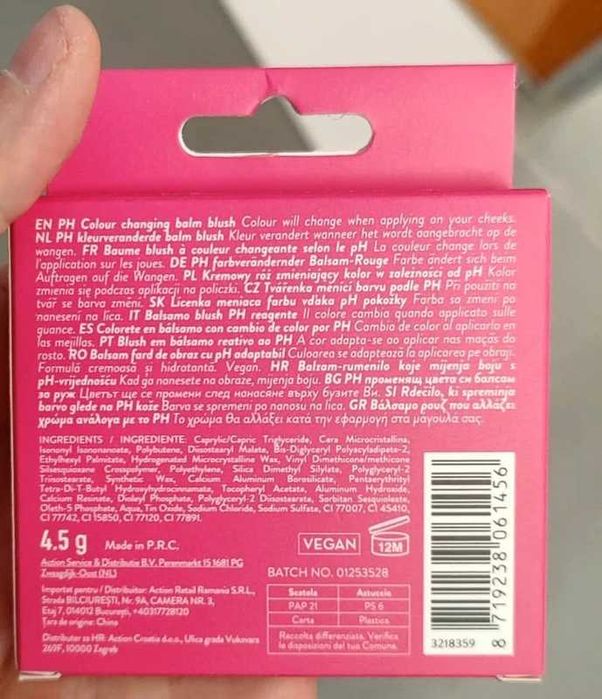 EN PH Colour changing balm blush Colour will change when applying on your cheeks.
NL PH kleurveranderde balm blush Kleur verandert wanneer het wordt aangebracht op de
wangen. FR Baume blush à couleur changeante selon le pH La couleur change lors de
l'application sur les joues. DE PH farbverändernder Balsam-Rouge Farbe ändert sich beim
Auftragen auf die Wangen. PL Kremowy róż zmieniający kolor w zależności od pH Kolor
zmienia się podczas aplikacji na policzki. CZ Tvářenka měnící barvu podle PH Při použití na
tvář se barva změní. SK Lícenka meniaca farbu vďaka pH pokožky Farba sa zmení po
nanesení na líca. IT Balsamo blush PH reagente Il colore cambia quando applicato sulle
guance. ES Colorete en bálsamo con cambio de color por PH Cambia de color al aplicarlo en
las mejillas. PT Blush em bálsamo reativo ao PH A cor adapta-se ao aplicar nas maçãs do
rosto. RO Balsam fard de obraz cu pH adaptabil Culoarea se adaptează la aplicarea pe obraji.
Formulă cremoasă și hidratantă. Vegan. HR Balzam-rumenilo koje mijenja boju s
pH-vrijednošću Kad ga nanesete na obraze, mijenja boju. BG PH променящ цвета си балсам
за руж Цветът ще се промени след нанасяне върху бузите Ви. SI Rdečilo, ki spreminja
barvo glede na PH kože Barva se spremeni po nanosu na lica. GR Βάλσαμο ρουζ που αλλάζει
χρώμα ανάλογα με το PH Το χρώμα θα αλλάξει κατά την εφαρμογή στα μάγουλά σας.
INGREDIENTS / INGREDIENTE: Caprylic/Capric Triglyceride, Cera Microcristallina,
Isononyl Isononanoate, Polybutene, Diisostearyl Malate, Bis-Diglyceryl Polyacyladipate-2,
Ethylhexyl Palmitate, Hydrogenated Microcrystalline Wax, Vinyl Dimethicone/methicone
Silsesquioxane Crosspolymer, Polyethylene, Silica Dimethyl Silylate, Polyglyceryl-2
Triisostearate, Synthetic Wax, Calcium Aluminum Borosilicate, Pentaerythrityl
Tetra-Di-T-Butyl Hydroxyhydrocinnamate, Tocopheryl Acetate, Aluminum Hydroxide,
Calcium Resinate, Dioleyl Phosphate, Polyglyceryl-2 Diisostearate, Sorbitan Sesquioleate,
Oleth-5 Phosphate, Aqua, Tin Oxide, Sodium Chloride, Sodium Sulfate, CI 77007, CI 45410,
CI 77742, CI 15850, CI 77120, CI 77891.
4.5 g Made in P.R.C.
VEGAN
12M
Action Service & Distributie B.V. Perenmarkt 15 1681 PG
Zwaagdijk-Oost (NL)
BATCH NO. 01253528
Importat pentru / Distribuitor: Action Retail Romania S.R.L.,
Strada BILCIUREȘTI, Nr. 9A, CAMERA NR. 3,
Etaj 7, 014012 București, +40317728120
Țara de origine: China
Distributer za HR: Action Croatia d.o.o., Ulica grada Vukovara
269F, 10000 Zagreb
Scatola Astuccio
PAP 21 PS 6
Carta Plastica
Raccolta differenziata. Verifica
le disposizioni del tuo Comune.
3218359
8 719238 061456